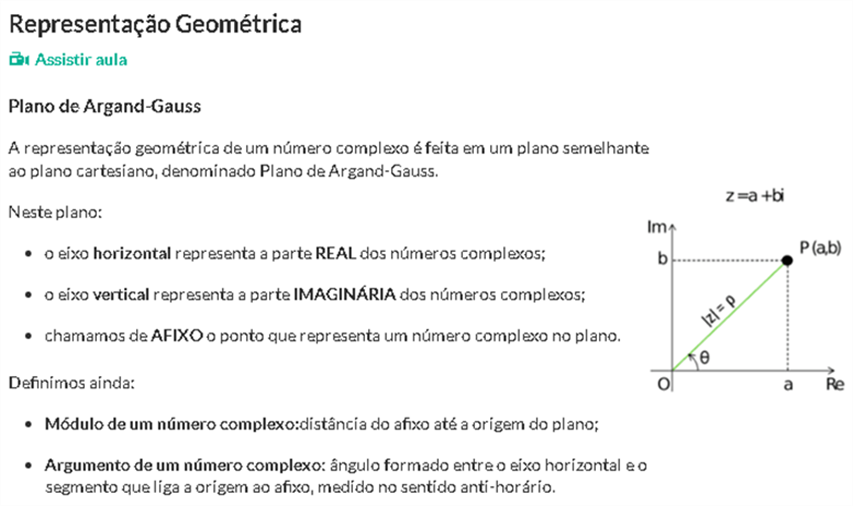 Representação Geométrica
Assistir aula
Plano de Argand-Gauss
A representação geométrica de um número complexo é feita em um plano semelhante
ao plano cartesiano, denominado Plano de Argand-Gauss.
Neste plano:
• o eixo horizontal representa a parte REAL dos números complexos;
• o eixo vertical representa a parte IMAGINÁRIA dos números complexos;
• chamamos de AFIXO o ponto que representa um número complexo no plano.
Definimos ainda:
• Módulo de um número complexo:distância do afixo até a origem do plano;
• Argumento de um número complexo: ângulo formado entre o eixo horizontal e o
segmento que liga a origem ao afixo, medido no sentido anti-horário.
z=a+bi
Im
P(a,b)
b
|z|= ρ
θ
O
a
Re